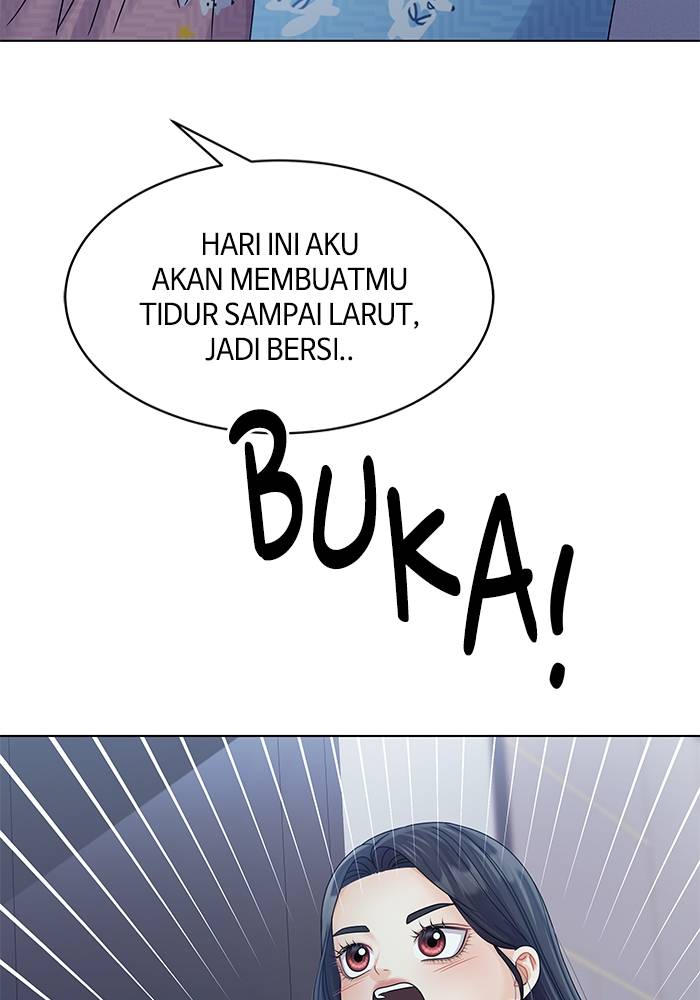 HARI INI AKU
AKAN MEMBUATMU
TIDUR SAMPAI LARUT,
JADI BERSI..
BUKA!